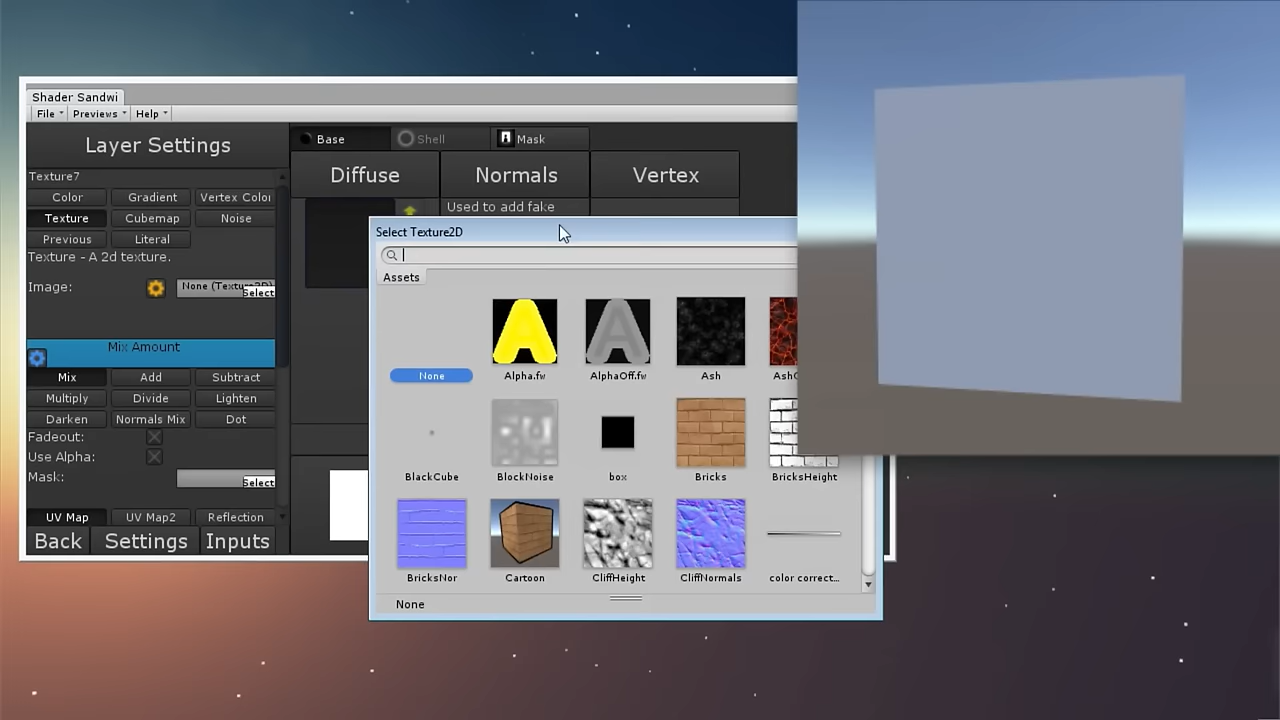 Shader Sandwi
File Previews Help
Layer Settings
Base Shell Mask
Diffuse Normals Vertex
Used to add fake
Texture7
Color Gradient Vertex Color
Texture Cubemap Noise
Previous Literal
Texture - A 2d texture.
Image: None (Texture2D) Select
Mix Amount
Mix Add Subtract
Multiply Divide Lighten
Darken Normals Mix Dot
Fadeout:
Use Alpha:
Mask: Select
UV Map UV Map2 Reflection
Back Settings Inputs
Select Texture2D
Assets
None Alpha.fw AlphaOff.fw Ash
BlackCube BlockNoise box Bricks BricksHeight
BricksNor Cartoon CliffHeight CliffNormals color correct...
None